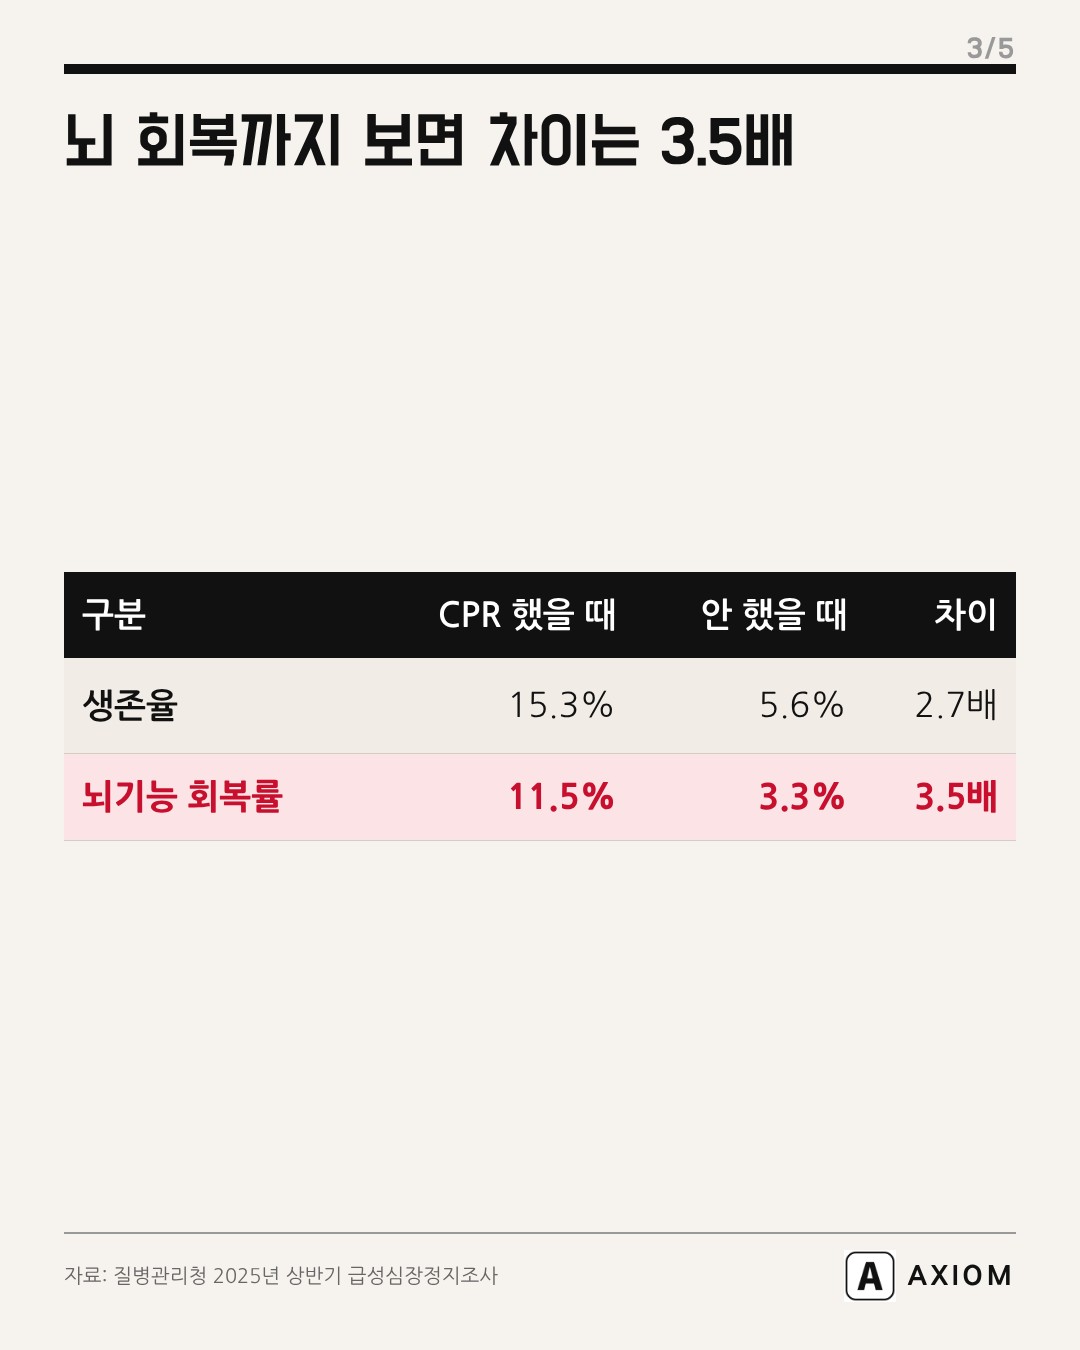 3/5
뇌 회복까지 보면 차이는 3.5배
구분 CPR 했을 때 안 했을 때 차이
생존율 15.3% 5.6% 2.7배
뇌기능 회복률 11.5% 3.3% 3.5배
자료: 질병관리청 2025년 상반기 급성심장정지조사
A AXIOM